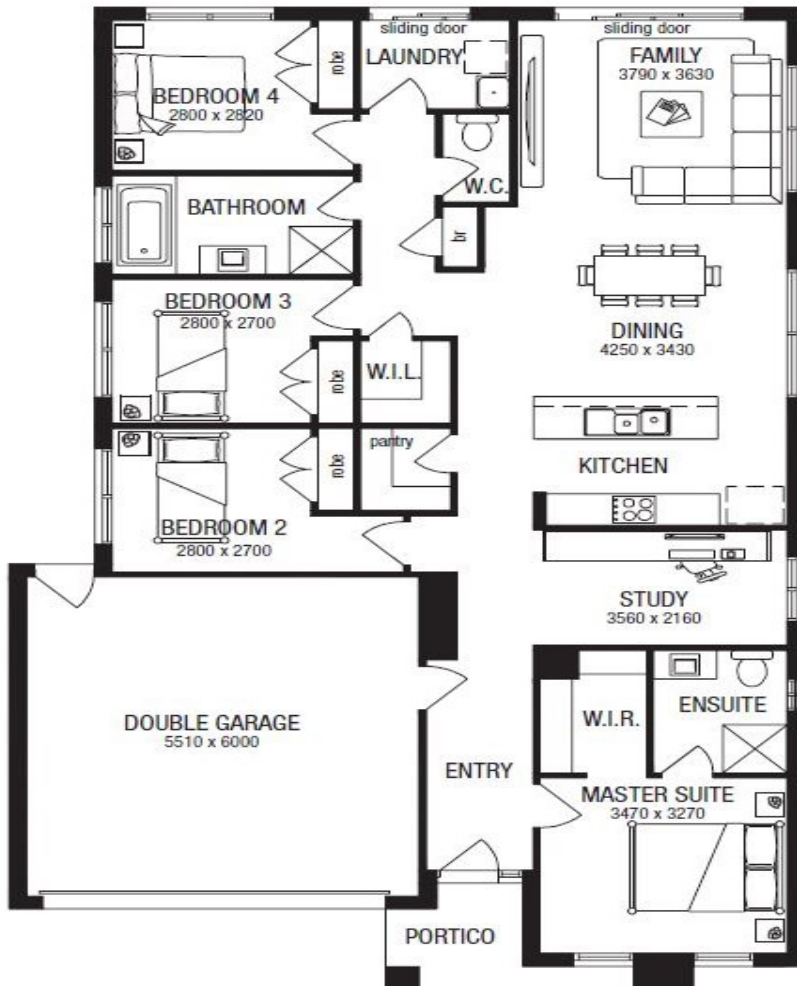 sliding door
sliding door
LAUNDRY
FAMILY
3790 x 3630
robe
BEDROOM 4
2800 x 2820
W.C.
BATHROOM
br
BEDROOM 3
2800 x 2700
DINING
4250 x 3430
robe
W.I.L.
pantry
KITCHEN
robe
BEDROOM 2
2800 x 2700
STUDY
3560 x 2160
ENSUITE
W.I.R.
DOUBLE GARAGE
5510 x 6000
ENTRY
MASTER SUITE
3470 x 3270
PORTICO